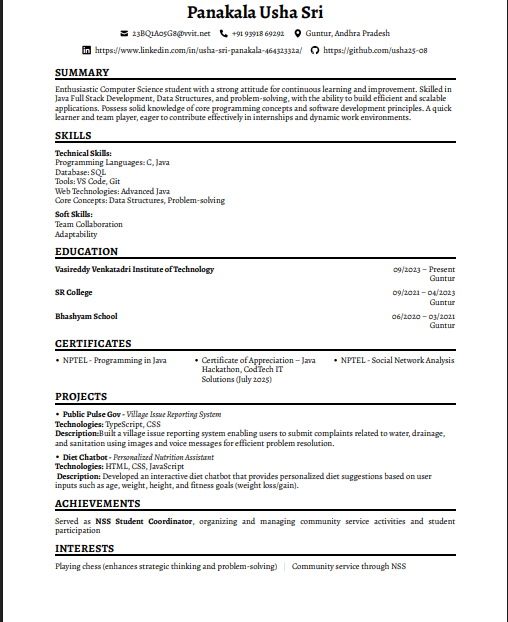 Panakala Usha Sri
23BQ1A05G8@vvit.net +91 93918 69292 Guntur, Andhra Pradesh
https://www.linkedin.com/in/usha-sri-panakala-46432332a/ https://github.com/usha25-08
SUMMARY
Enthusiastic Computer Science student with a strong attitude for continuous learning and improvement. Skilled in
Java Full Stack Development, Data Structures, and problem-solving, with the ability to build efficient and scalable
applications. Possess solid knowledge of core programming concepts and software development principles. A quick
learner and team player, eager to contribute effectively in internships and dynamic work environments.
SKILLS
Technical Skills:
Programming Languages: C, Java
Database: SQL
Tools: VS Code, Git
Web Technologies: Advanced Java
Core Concepts: Data Structures, Problem-solving
Soft Skills:
Team Collaboration
Adaptability
EDUCATION
Vasireddy Venkatadri Institute of Technology 09/2023 – Present
Guntur
SR College 09/2021 – 04/2023
Guntur
Bhashyam School 06/2020 – 03/2021
Guntur
CERTIFICATES
• NPTEL - Programming in Java
• Certificate of Appreciation – Java
Hackathon, CodTech IT
Solutions (July 2025)
• NPTEL - Social Network Analysis
PROJECTS
• Public Pulse Gov - Village Issue Reporting System
Technologies: TypeScript, CSS
Description:Built a village issue reporting system enabling users to submit complaints related to water, drainage,
and sanitation using images and voice messages for efficient problem resolution.
• Diet Chatbot - Personalized Nutrition Assistant
Technologies: HTML, CSS, JavaScript
Description: Developed an interactive diet chatbot that provides personalized diet suggestions based on user
inputs such as age, weight, height, and fitness goals (weight loss/gain).
ACHIEVEMENTS
Served as NSS Student Coordinator, organizing and managing community service activities and student
participation
INTERESTS
Playing chess (enhances strategic thinking and problem-solving) | Community service through NSS